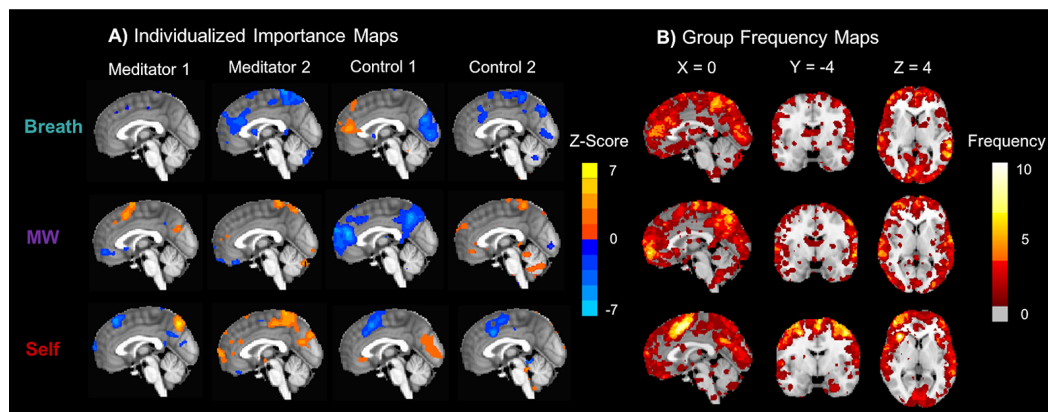 A) Individualized Importance Maps
Meditator 1 Meditator 2 Control 1 Control 2
Breath
MW
Self
Z-Score
7
0
-7
B) Group Frequency Maps
X = 0 Y = -4 Z = 4
Frequency
10
5
0